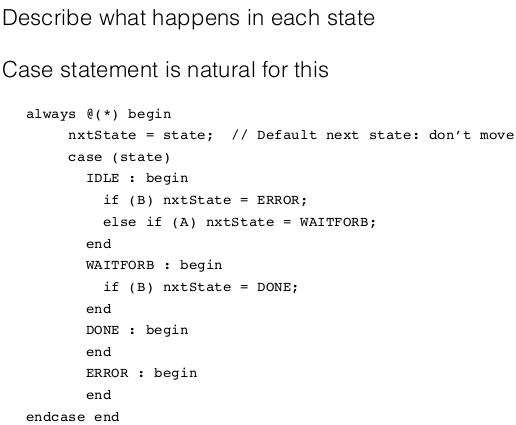 Describe what happens in each state
Case statement is natural for this
always @(*) begin
nxtState = state;  // Default next state: don't move
case (state)
IDLE : begin
if (B) nxtState = ERROR;
else if (A) nxtState = WAITFORB;
end
WAITFORB : begin
if (B) nxtState = DONE;
end
DONE : begin
end
ERROR : begin
end
endcase end